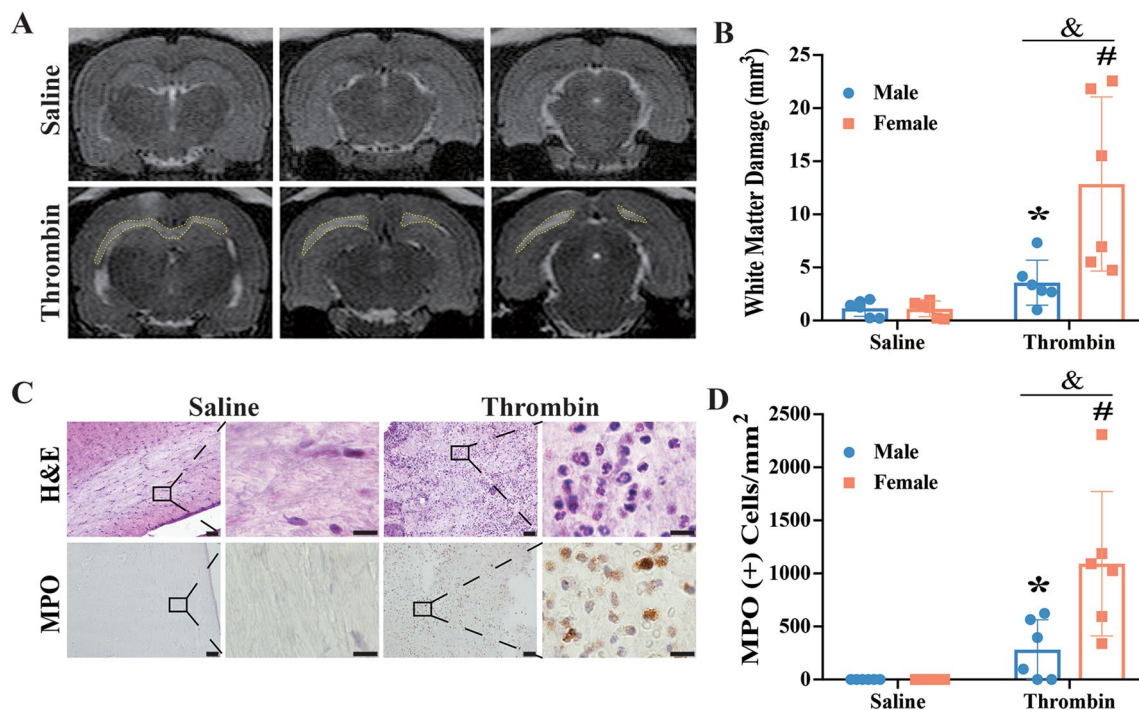 A
Saline
Thrombin
B
&
#
*
Male
Female
White Matter Damage (mm³)
25
20
15
10
5
0
Saline
Thrombin
C
Saline
Thrombin
H&E
MPO
D
&
#
*
Male
Female
MPO (+) Cells/mm²
2500
2000
1500
1000
500
0
Saline
Thrombin